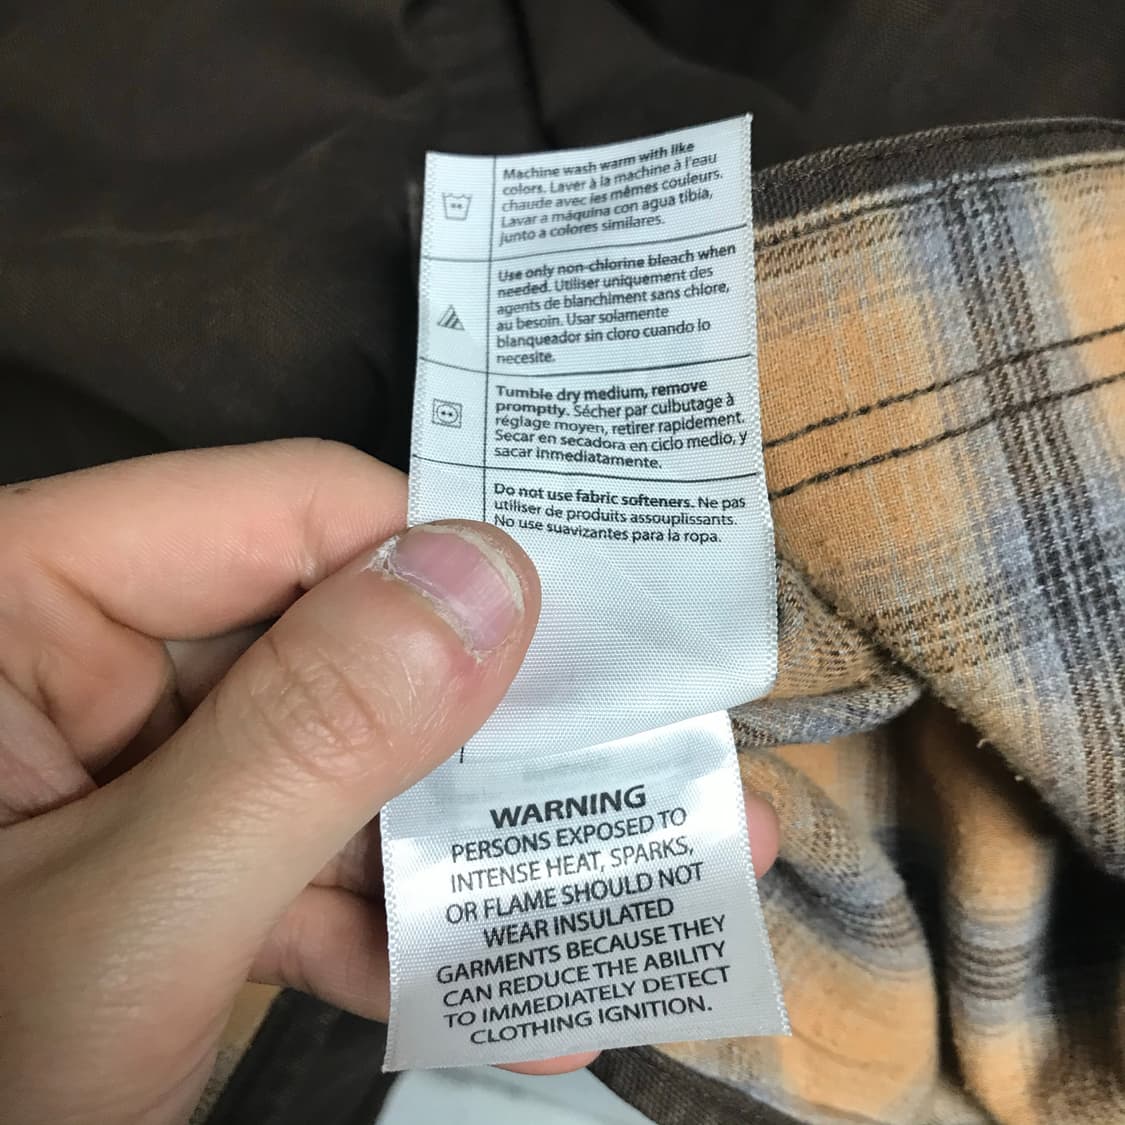 Machine wash warm with like
colors. Laver à la machine à l'eau
chaude avec les mêmes couleurs.
Lavar a máquina con agua tibia,
junto a colores similares.
Use only non-chlorine bleach when
needed. Utiliser uniquement des
agents de blanchiment sans chlore,
au besoin. Usar solamente
blanqueador sin cloro cuando lo
necesite.
Tumble dry medium, remove
promptly. Sécher par culbutage à
réglage moyen, retirer rapidement.
Secar en secadora en ciclo medio, y
sacar inmediatamente.
Do not use fabric softeners. Ne pas
utiliser de produits assouplissants.
No use suavizantes para la ropa.
WARNING
PERSONS EXPOSED TO
INTENSE HEAT, SPARKS,
OR FLAME SHOULD NOT
WEAR INSULATED
GARMENTS BECAUSE THEY
CAN REDUCE THE ABILITY
TO IMMEDIATELY DETECT
CLOTHING IGNITION.